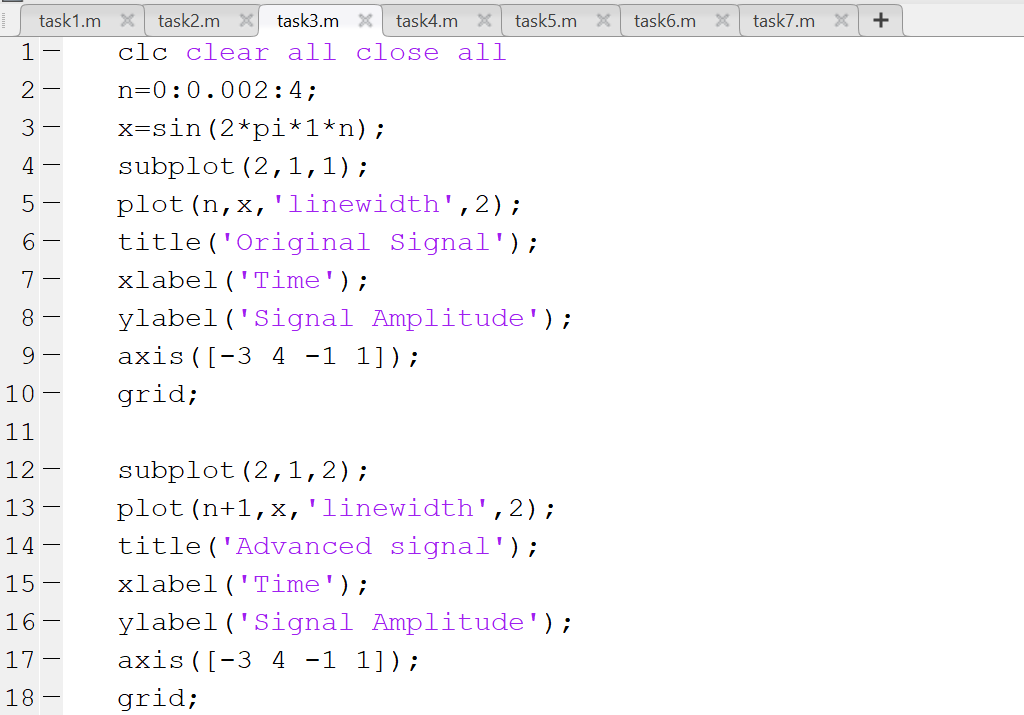 task1.m task2.m task3.m task4.m task5.m task6.m task7.m +
1 clc clear all close all
2 n=0:0.002:4;
3 x=sin(2*pi*1*n);
4 subplot(2,1,1);
5 plot(n,x,'linewidth',2);
6 title('Original Signal');
7 xlabel('Time');
8 ylabel('Signal Amplitude');
9 axis([-3 4 -1 1]);
10 grid;
11
12 subplot(2,1,2);
13 plot(n+1,x,'linewidth',2);
14 title('Advanced signal');
15 xlabel('Time');
16 ylabel('Signal Amplitude');
17 axis([-3 4 -1 1]);
18 grid;